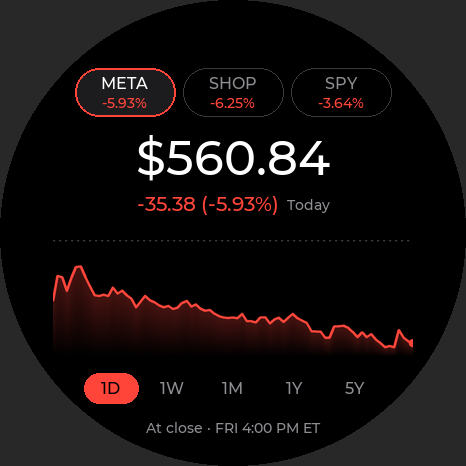 META SHOP SPY
-5.93% -6.25% -3.64%
$560.84
-35.38 (-5.93%) Today
1D 1W 1M 1Y 5Y
At close · FRI 4:00 PM ET